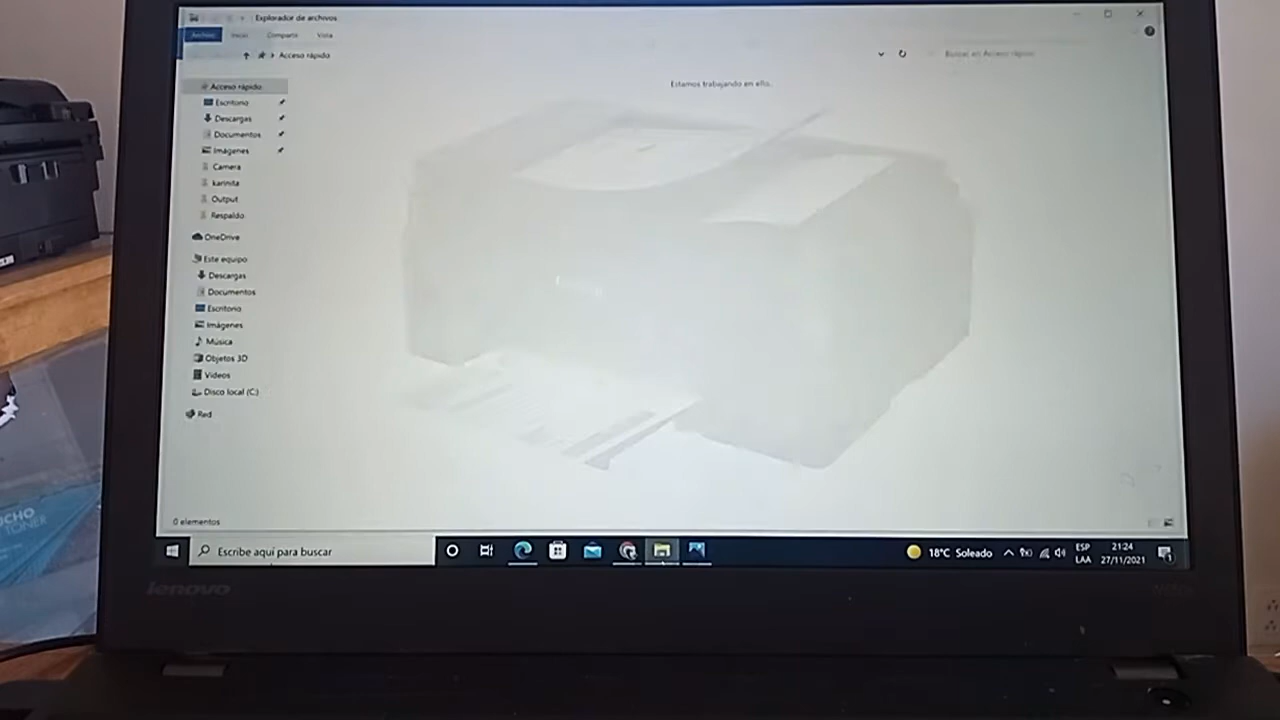 Explorador de archivos
Archivo Inicio Compartir Vista
Acceso rápido
Buscar en Acceso rápido
Estamos trabajando en ello...
Acceso rápido
Escritorio
Descargas
Documentos
Imágenes
Camera
karinita
Output
Respaldo
OneDrive
Este equipo
Descargas
Documentos
Escritorio
Imágenes
Música
Objetos 3D
Videos
Disco local (C:)
Red
0 elementos
Escribe aquí para buscar
18°C Soleado
ESP
LAA
21:24
27/11/2021
1
lenovo
TONER